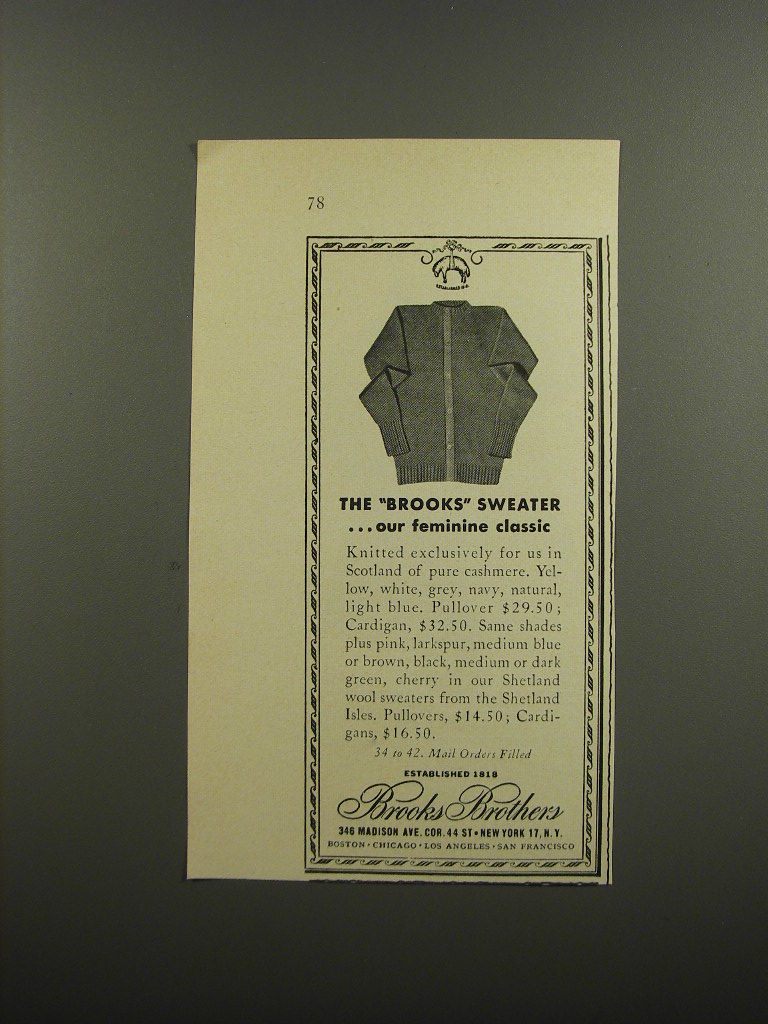 78
THE "BROOKS" SWEATER
...our feminine classic
Knitted exclusively for us in
Scotland of pure cashmere. Yel-
low, white, grey, navy, natural,
light blue. Pullover $29.50;
Cardigan, $32.50. Same shades
plus pink, larkspur, medium blue
or brown, black, medium or dark
green, cherry in our Shetland
wool sweaters from the Shetland
Isles. Pullovers, $14.50; Cardi-
gans, $16.50.
34 to 42. Mail Orders Filled
ESTABLISHED 1818
Brooks Brothers
346 MADISON AVE. COR. 44 ST • NEW YORK 17, N. Y.
BOSTON • CHICAGO • LOS ANGELES • SAN FRANCISCO